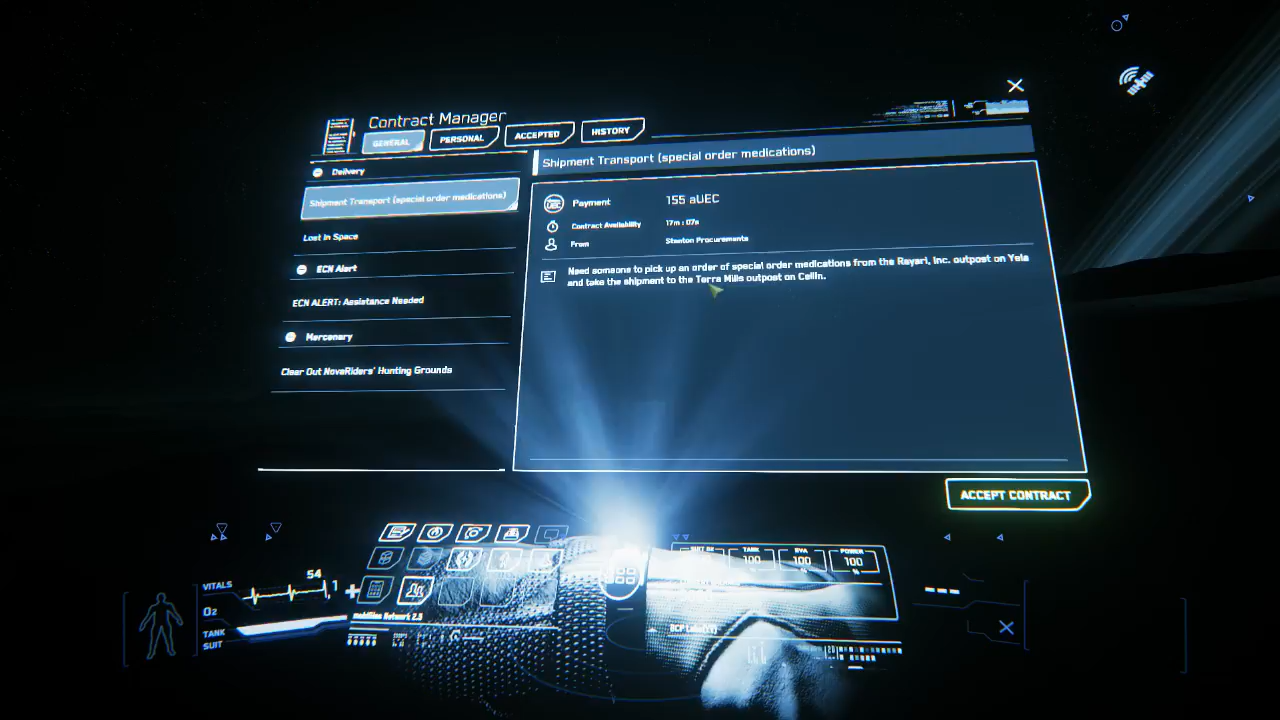 Contract Manager
GENERAL
PERSONAL
ACCEPTED
HISTORY
Delivery
Shipment Transport (special order medications)
Lost In Space
ECN Alert
ECN ALERT: Assistance Needed
Mercenary
Clear Out NovaRiders' Hunting Grounds
Shipment Transport (special order medications)
Payment 155 aUEC
Contract Availability 17m : 07s
From Stanton Procurements
Need someone to pick up an order of special order medications from the Rayari, Inc. outpost on Yela
and take the shipment to the Terra Mills outpost on Cellin.
ACCEPT CONTRACT
TANK EVA POWER
100 100 100
VITALS 54
O2
TANK
SUIT